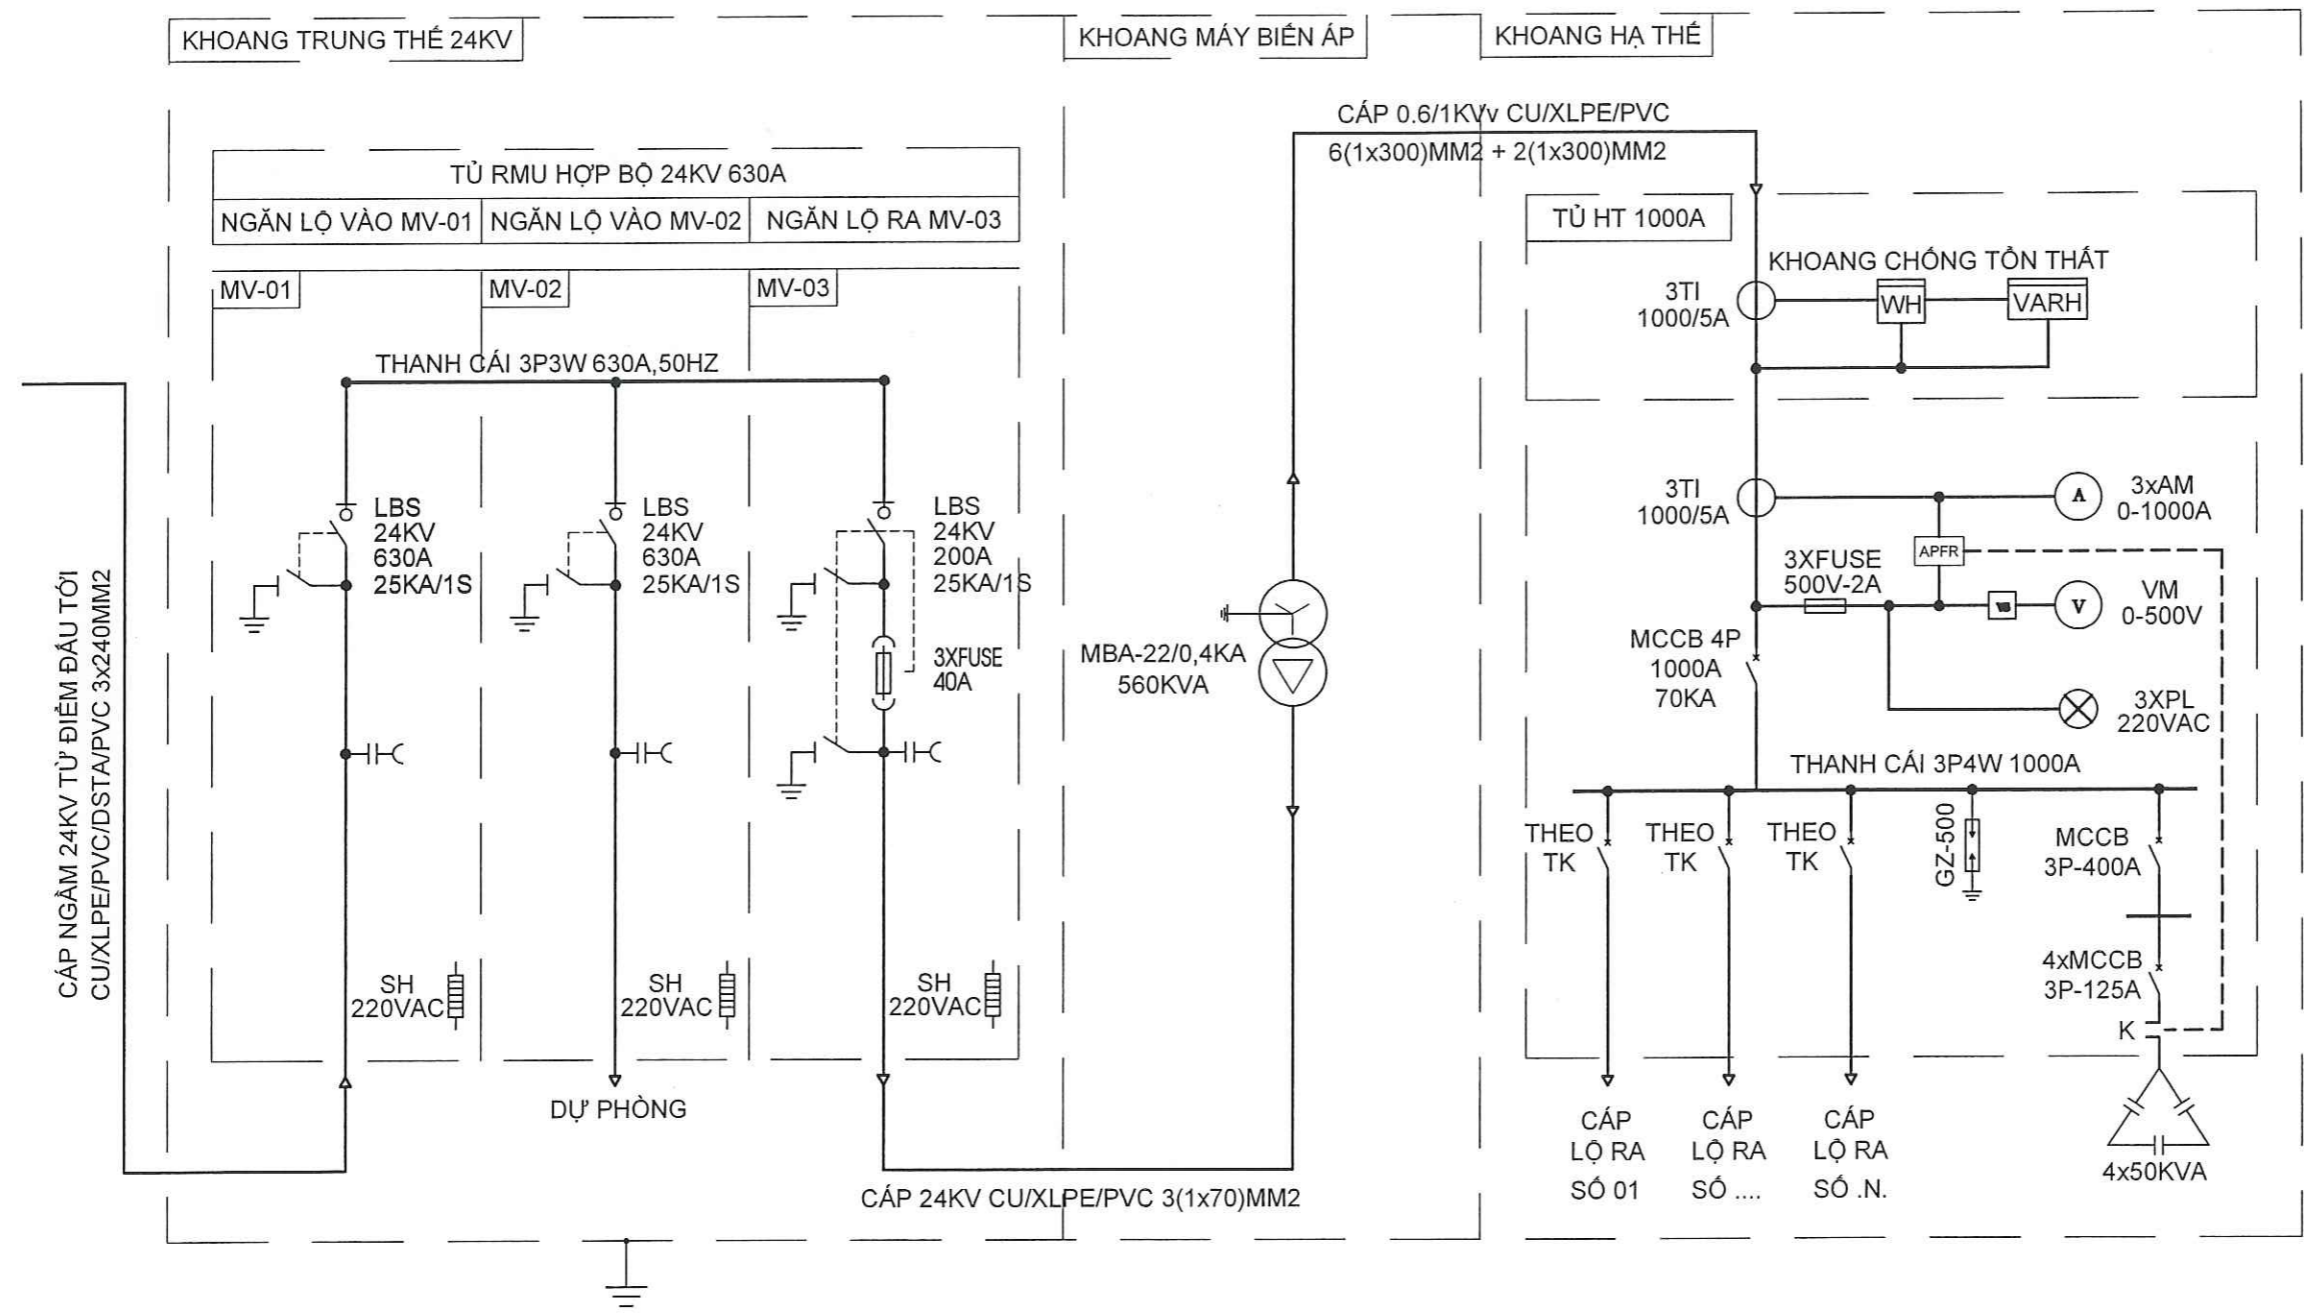 KHOANG TRUNG THẾ 24KV
KHOANG MÁY BIẾN ÁP
KHOANG HẠ THẾ
CÁP 0.6/1KVv CU/XLPE/PVC
6(1x300)MM2 + 2(1x300)MM2
TỦ RMU HỢP BỘ 24KV 630A
NGĂN LỘ VÀO MV-01
NGĂN LỘ VÀO MV-02
NGĂN LỘ RA MV-03
MV-01
MV-02
MV-03
THANH CÁI 3P3W 630A,50HZ
LBS
24KV
630A
25KA/1S
LBS
24KV
630A
25KA/1S
LBS
24KV
200A
25KA/1S
3XFUSE
40A
CÁP NGẦM 24KV TỪ ĐIỂM ĐẤU TỚI
CU/XLPE/PVC/DSTA/PVC 3x240MM2
SH
220VAC
SH
220VAC
SH
220VAC
DỰ PHÒNG
CÁP 24KV CU/XLPE/PVC 3(1x70)MM2
MBA-22/0,4KA
560KVA
TỦ HT 1000A
KHOANG CHỐNG TỔN THẤT
3TI
1000/5A
WH
VARH
3TI
1000/5A
A
3xAM
0-1000A
APFR
3XFUSE
500V-2A
V
VM
0-500V
MCCB 4P
1000A
70KA
3XPL
220VAC
THANH CÁI 3P4W 1000A
THEO
TK
THEO
TK
THEO
TK
GZ-500
MCCB
3P-400A
4xMCCB
3P-125A
K
CÁP
LỘ RA
SỐ 01
CÁP
LỘ RA
SỐ ....
CÁP
LỘ RA
SỐ .N.
4x50KVA